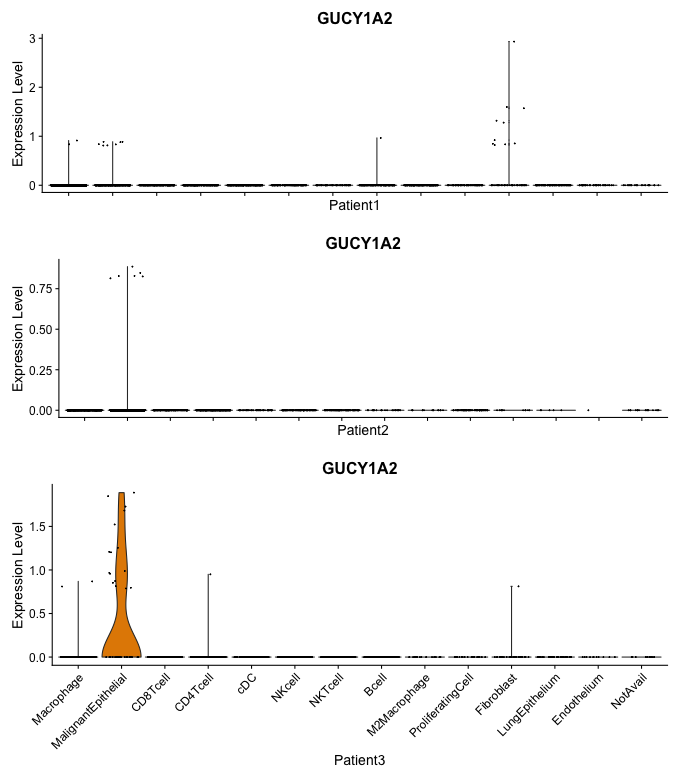 GUCY1A2
Expression Level
3
2
1
0
Patient1
GUCY1A2
Expression Level
0.75
0.50
0.25
0.00
Patient2
GUCY1A2
Expression Level
1.5
1.0
0.5
0.0
Macrophage
MalignantEpithelial
CD8Tcell
CD4Tcell
cDC
NKcell
NKTcell
Bcell
M2Macrophage
ProliferatingCell
Fibroblast
LungEpithelium
Endothelium
NotAvail
Patient3